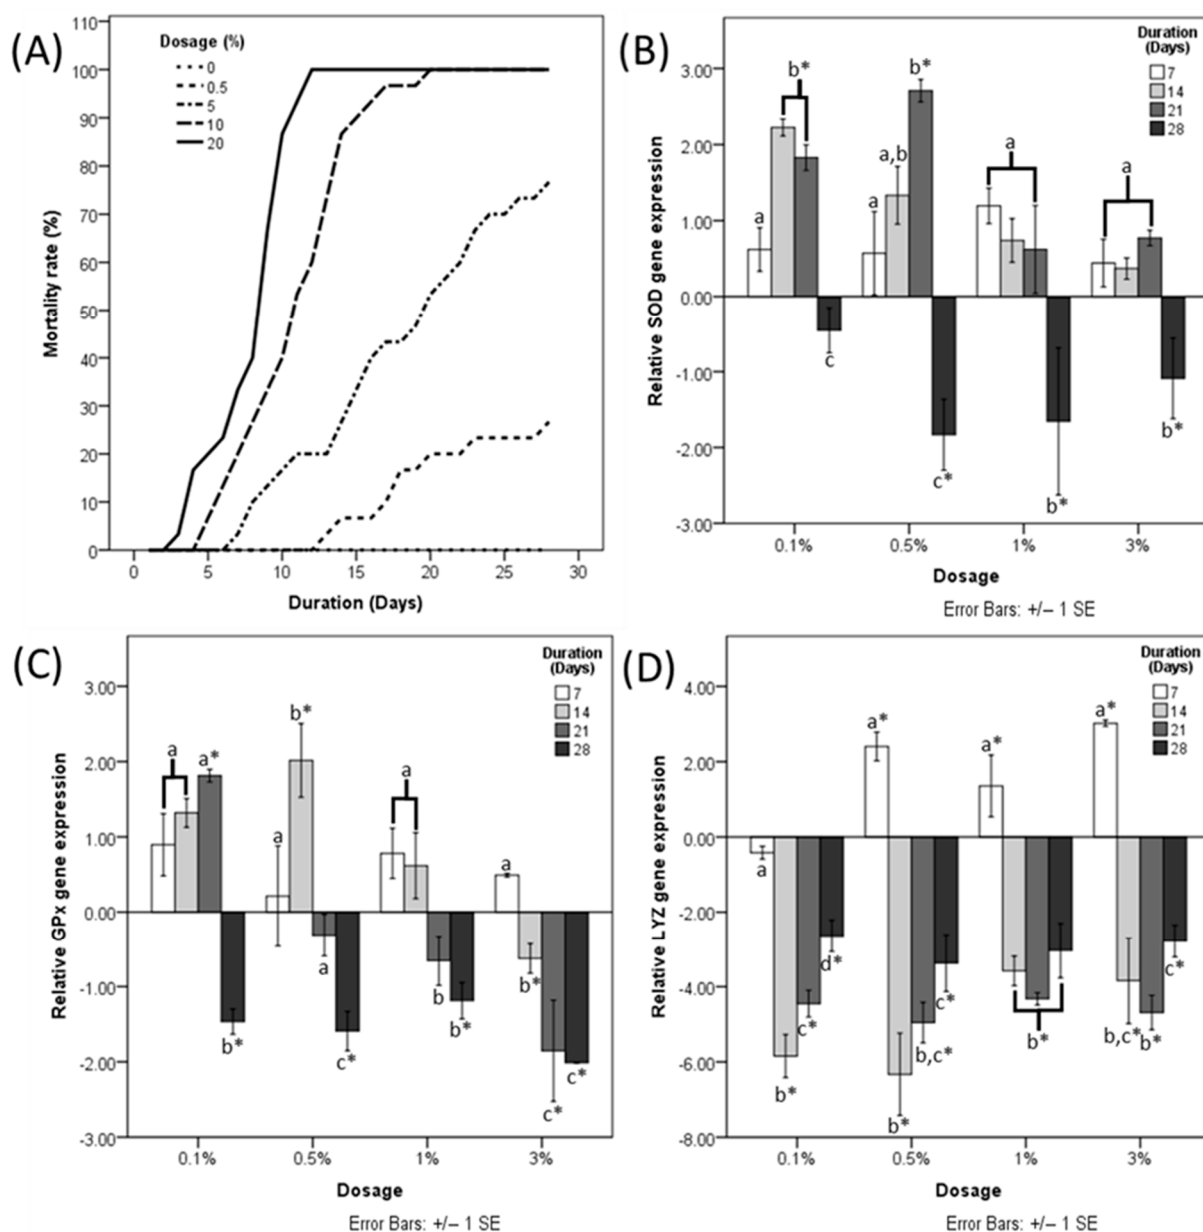 (A)
110
100
90
80
70
60
50
40
30
20
10
0
Mortality rate (%)
Dosage (%)
0
0.5
5
10
20
0
5
10
15
20
25
30
Duration (Days)
(B)
Duration
(Days)
7
14
21
28
3.00
2.00
1.00
0.00
-1.00
-2.00
-3.00
Relative SOD gene expression
a
b*
c
a
a,b
b*
c*
a
b*
a
b*
0.1%
0.5%
1%
3%
Dosage
Error Bars: +/– 1 SE
(C)
Duration
(Days)
7
14
21
28
3.00
2.00
1.00
0.00
-1.00
-2.00
-3.00
Relative GPx gene expression
a
a*
b*
a
b*
a
c*
a
b
b*
a
b*
c*
c*
0.1%
0.5%
1%
3%
Dosage
Error Bars: +/– 1 SE
(D)
Duration
(Days)
7
14
21
28
4.00
2.00
0.00
-2.00
-4.00
-6.00
-8.00
Relative LYZ gene expression
a
b*
c*
d*
a*
b*
b,c*
c*
a*
b*
a*
b,c*
b*
c*
0.1%
0.5%
1%
3%
Dosage
Error Bars: +/– 1 SE